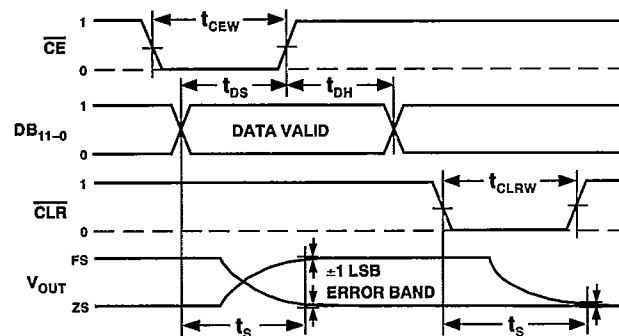 1
t_CEW
CE
0
t_DS
t_DH
1
DB_11–0
DATA VALID
0
1
t_CLRW
CLR
0
FS
±1 LSB
V_OUT
ERROR BAND
ZS
t_S
t_S